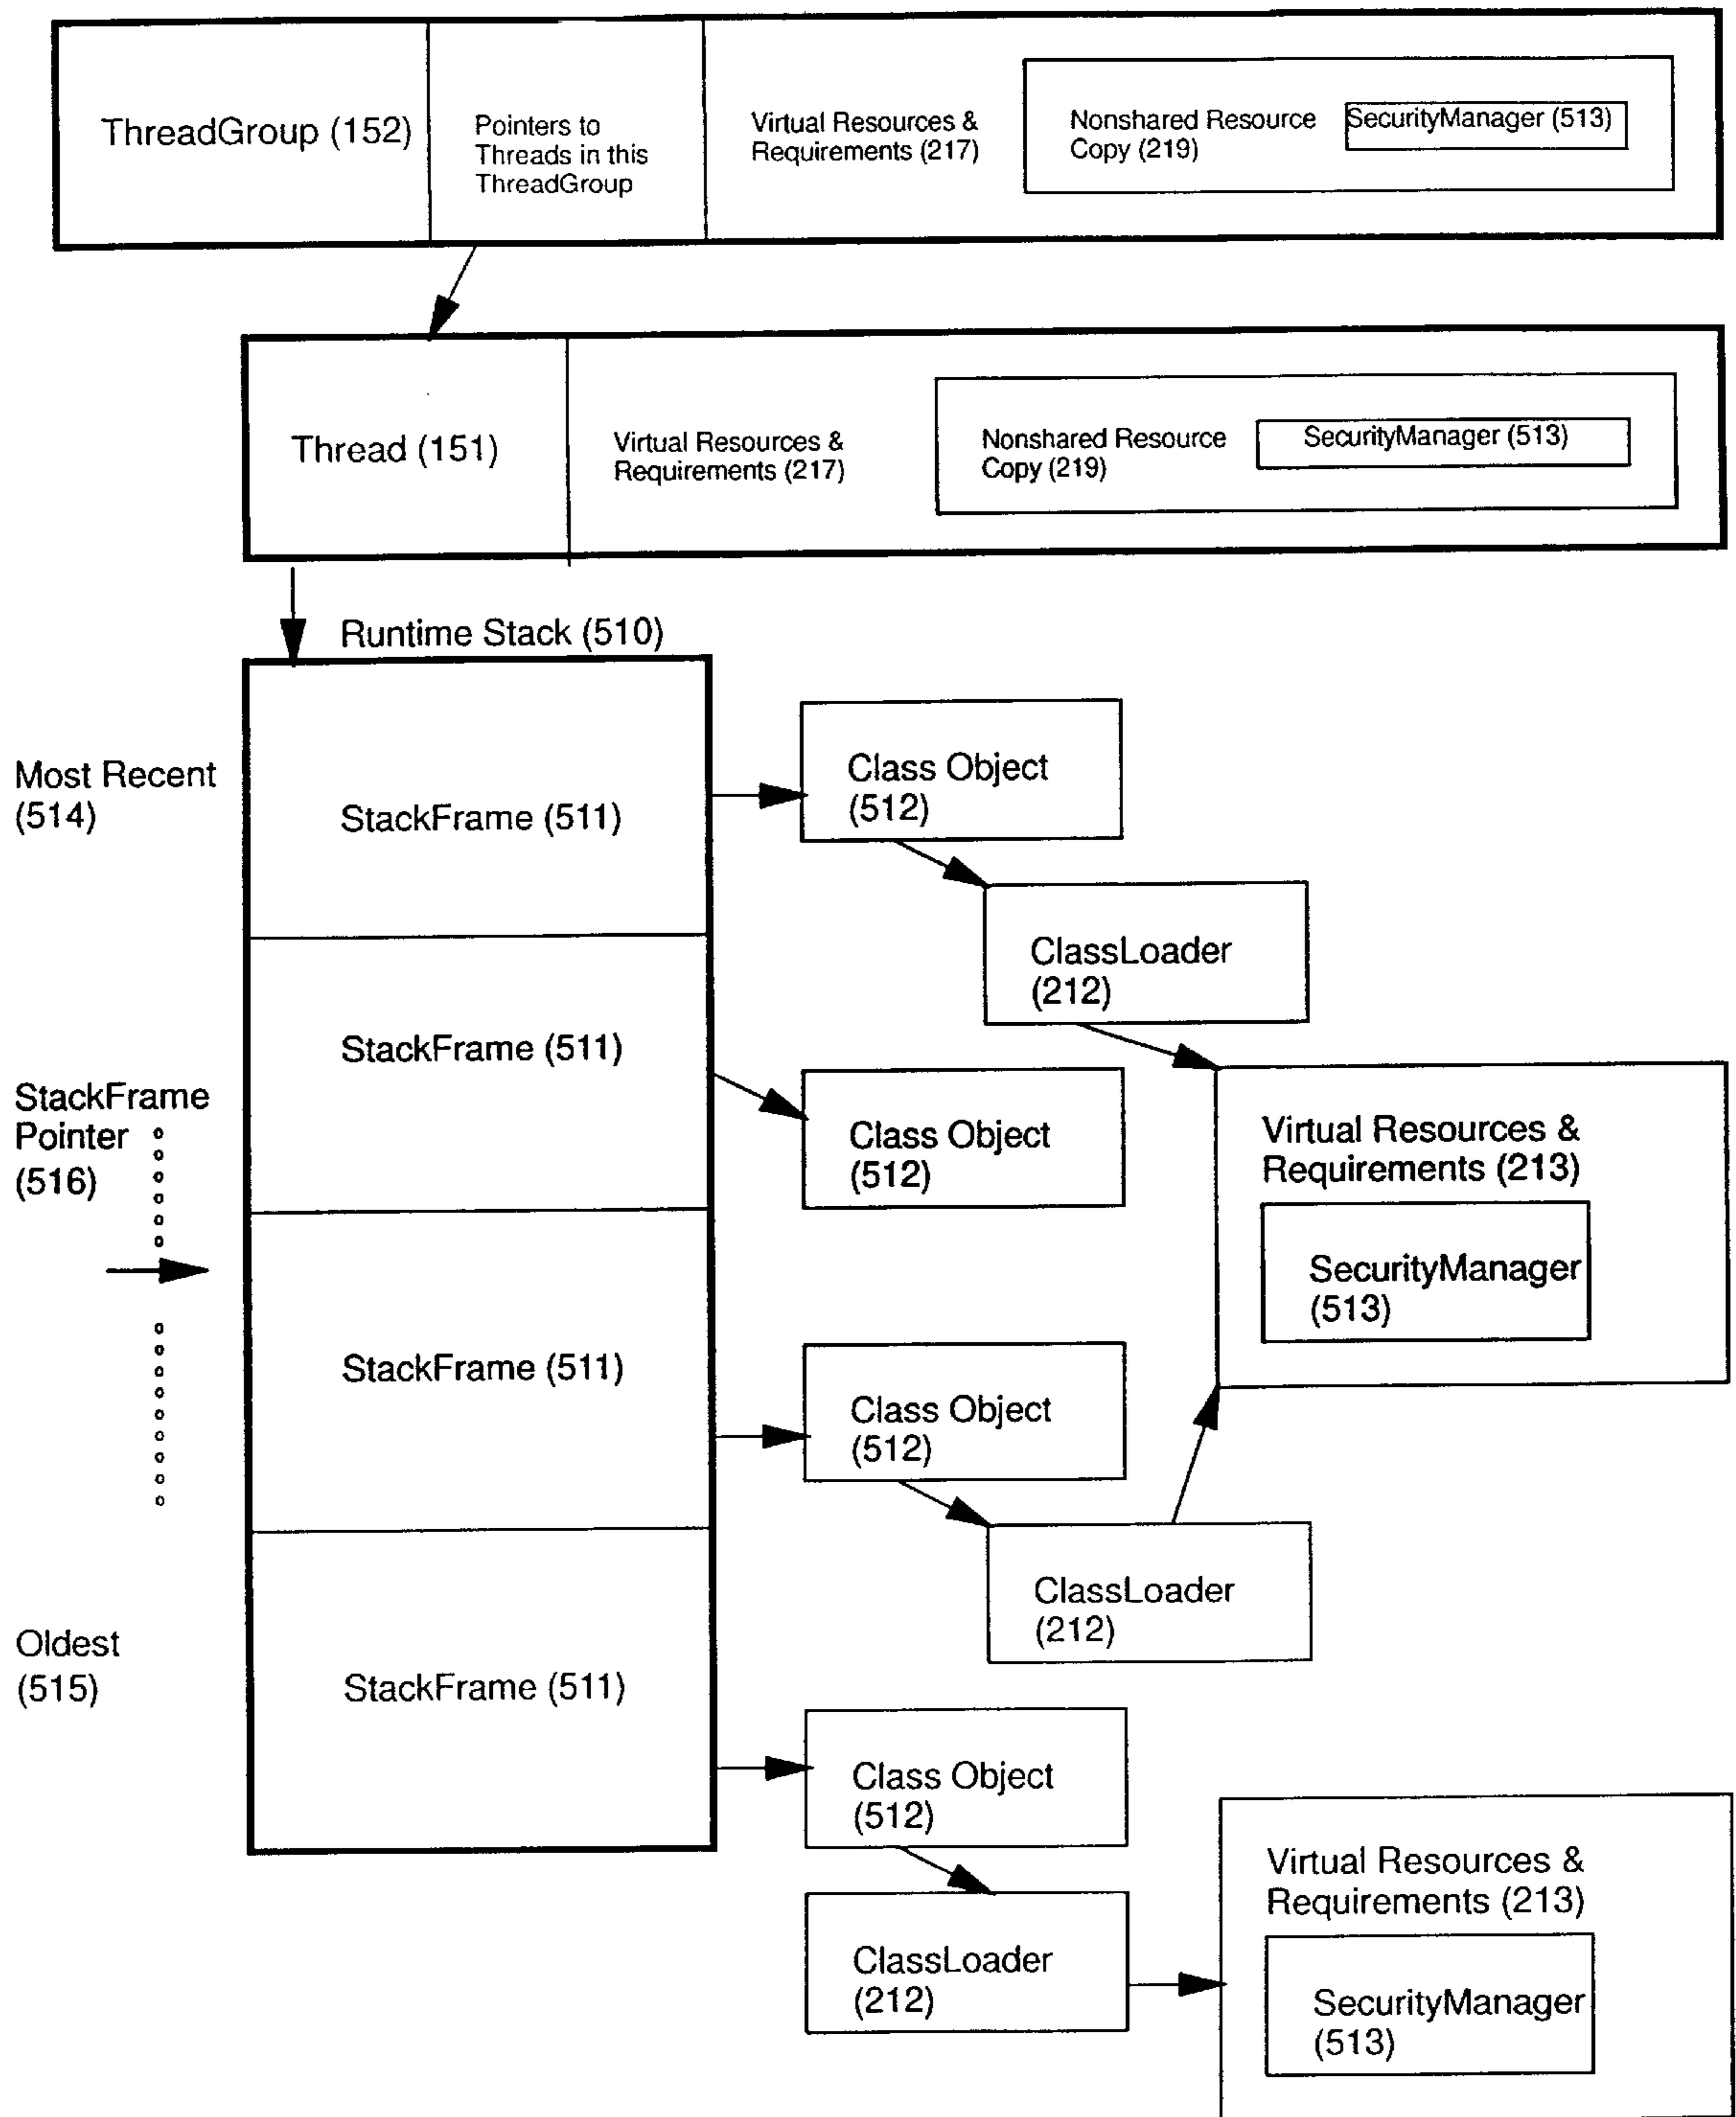 ThreadGroup (152)
Pointers to
Threads in this
ThreadGroup
Virtual Resources &
Requirements (217)
Nonshared Resource
Copy (219)
SecurityManager (513)
Thread (151)
Virtual Resources &
Requirements (217)
Nonshared Resource
Copy (219)
SecurityManager (513)
Runtime Stack (510)
Most Recent
(514)
StackFrame (511)
Class Object
(512)
ClassLoader
(212)
StackFrame (511)
StackFrame
Pointer
(516)
Class Object
(512)
Virtual Resources &
Requirements (213)
SecurityManager
(513)
StackFrame (511)
Class Object
(512)
ClassLoader
(212)
Oldest
(515)
StackFrame (511)
Class Object
(512)
ClassLoader
(212)
Virtual Resources &
Requirements (213)
SecurityManager
(513)